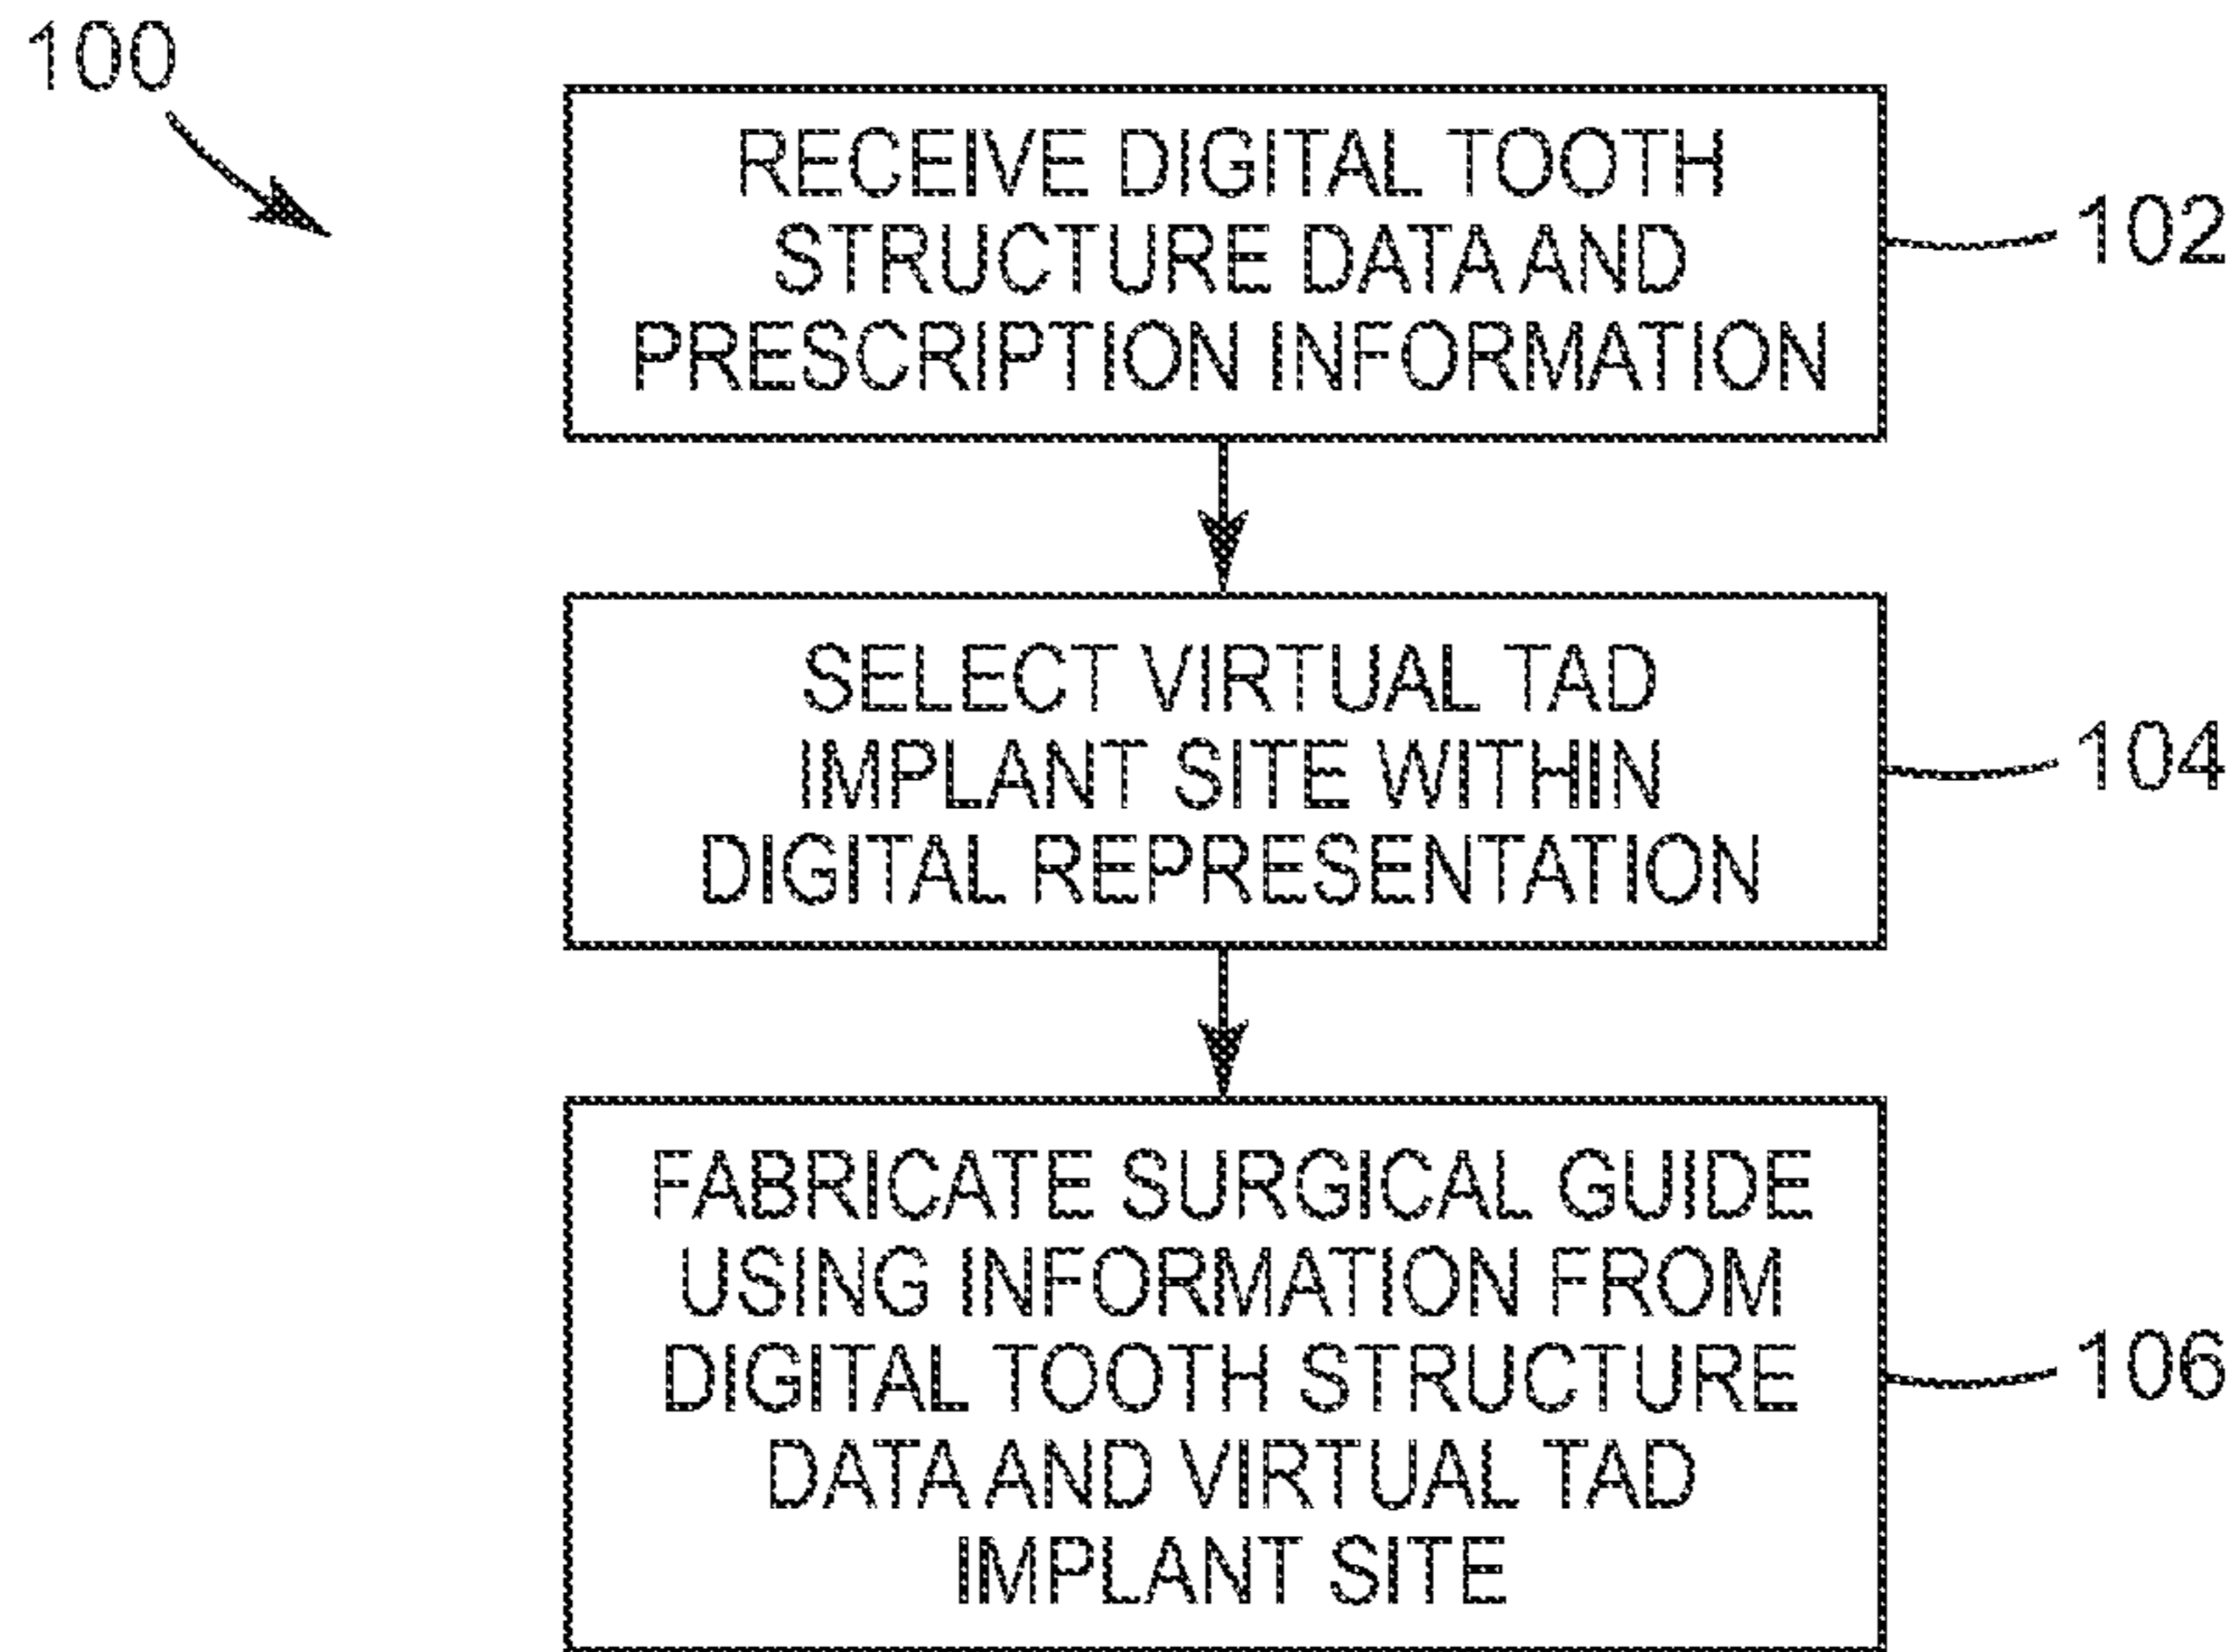 100
RECEIVE DIGITAL TOOTH
STRUCTURE DATA AND
PRESCRIPTION INFORMATION
102
SELECT VIRTUAL TAD
IMPLANT SITE WITHIN
DIGITAL REPRESENTATION
104
FABRICATE SURGICAL GUIDE
USING INFORMATION FROM
DIGITAL TOOTH STRUCTURE
DATA AND VIRTUAL TAD
IMPLANT SITE
106